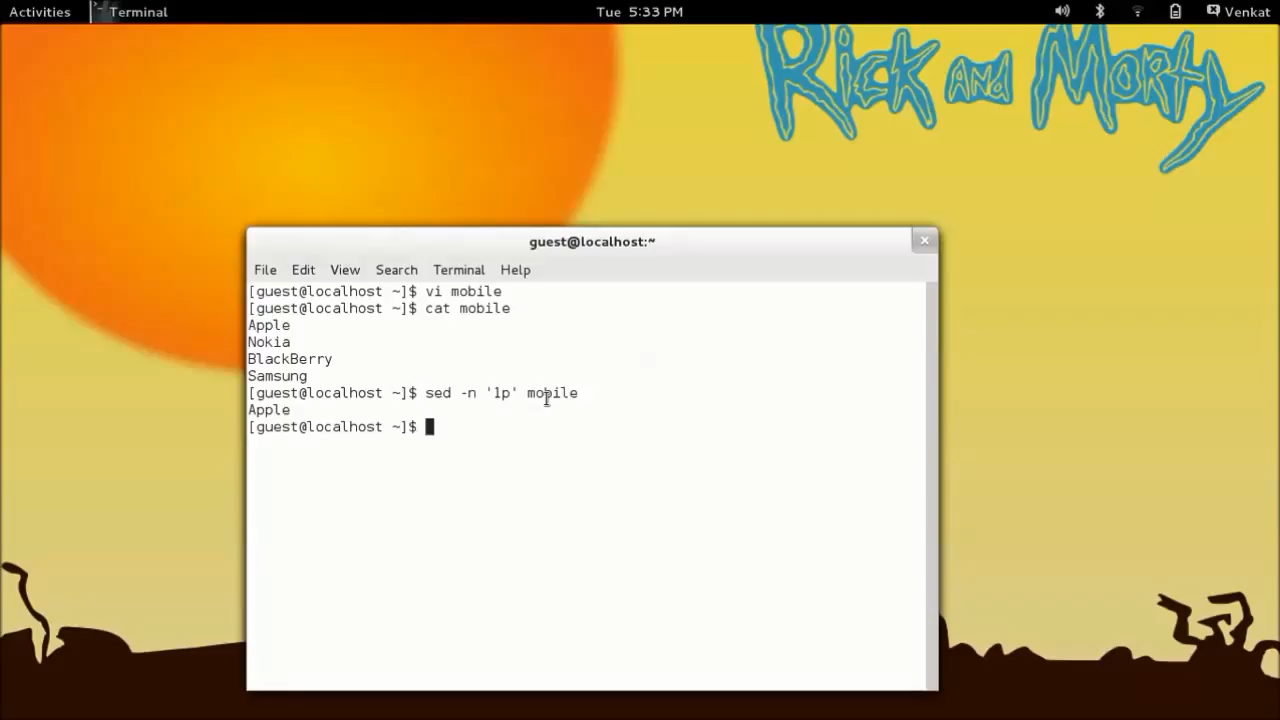 Activities Terminal Tue 5:33 PM Venkat
Rick and Morty
guest@localhost:~
File Edit View Search Terminal Help
[guest@localhost ~]$ vi mobile
[guest@localhost ~]$ cat mobile
Apple
Nokia
BlackBerry
Samsung
[guest@localhost ~]$ sed -n '1p' mobile
Apple
[guest@localhost ~]$